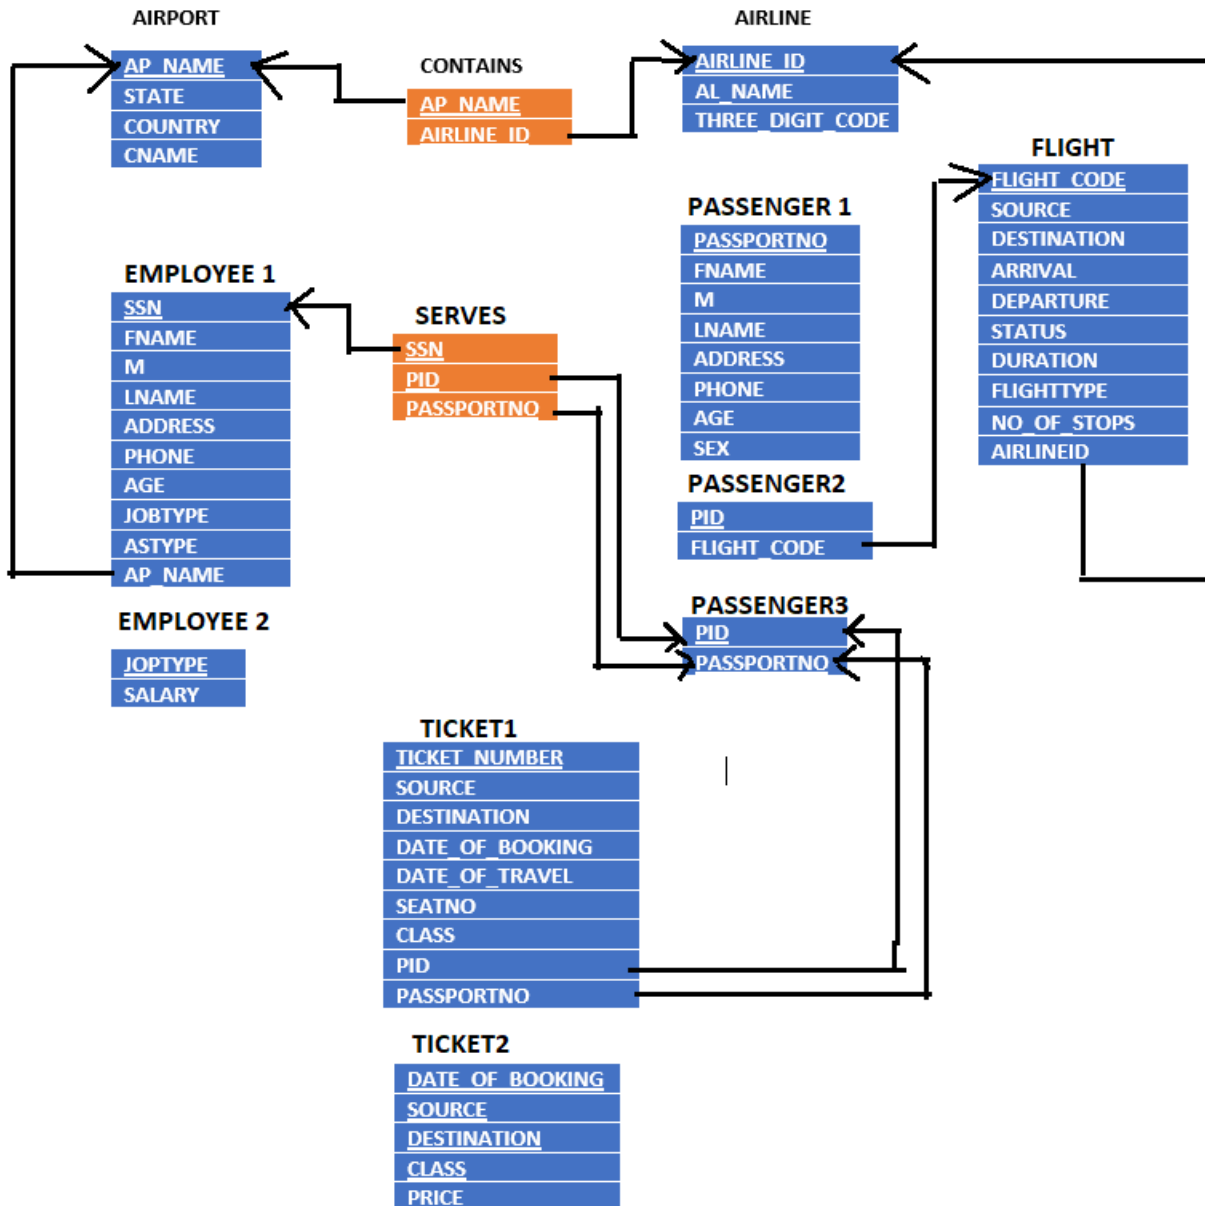 AIRPORT
AP_NAME
STATE
COUNTRY
CNAME
CONTAINS
AP_NAME
AIRLINE_ID
AIRLINE
AIRLINE_ID
AL_NAME
THREE_DIGIT_CODE
FLIGHT
FLIGHT_CODE
SOURCE
DESTINATION
ARRIVAL
DEPARTURE
STATUS
DURATION
FLIGHTTYPE
NO_OF_STOPS
AIRLINEID
PASSENGER 1
PASSPORTNO
FNAME
M
LNAME
ADDRESS
PHONE
AGE
SEX
EMPLOYEE 1
SSN
FNAME
M
LNAME
ADDRESS
PHONE
AGE
JOBTYPE
ASTYPE
AP_NAME
SERVES
SSN
PID
PASSPORTNO
PASSENGER2
PID
FLIGHT_CODE
PASSENGER3
PID
PASSPORTNO
EMPLOYEE 2
JOPTYPE
SALARY
TICKET1
TICKET_NUMBER
SOURCE
DESTINATION
DATE_OF_BOOKING
DATE_OF_TRAVEL
SEATNO
CLASS
PID
PASSPORTNO
TICKET2
DATE_OF_BOOKING
SOURCE
DESTINATION
CLASS
PRICE